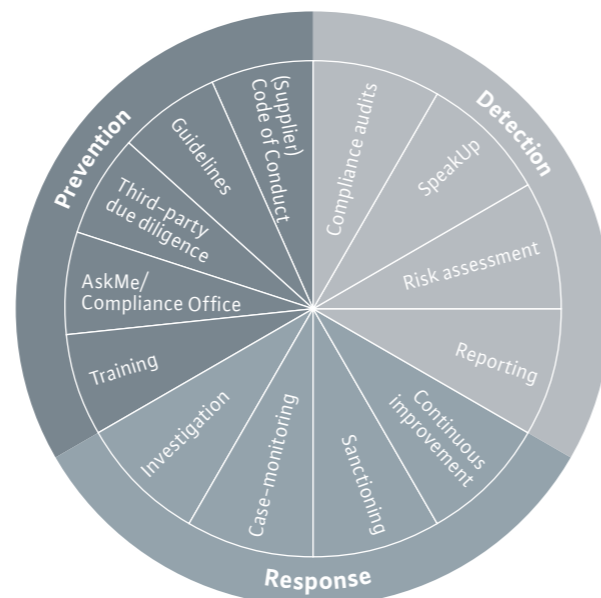 Prevention
(Supplier)
Code of Conduct
Guidelines
Third-party
due diligence
AskMe/
Compliance Office
Training
Detection
Compliance audits
SpeakUp
Risk assessment
Reporting
Response
Continuous
improvement
Sanctioning
Case-monitoring
Investigation